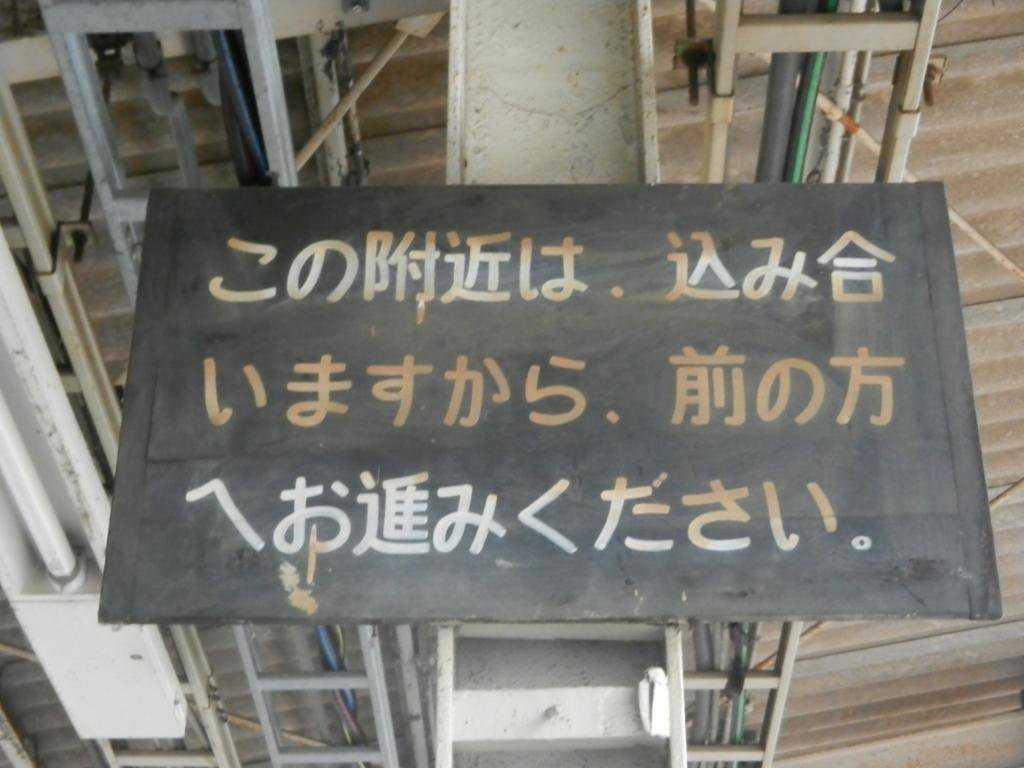 この附近は、込み合
いますから、前の方
へお進みください。